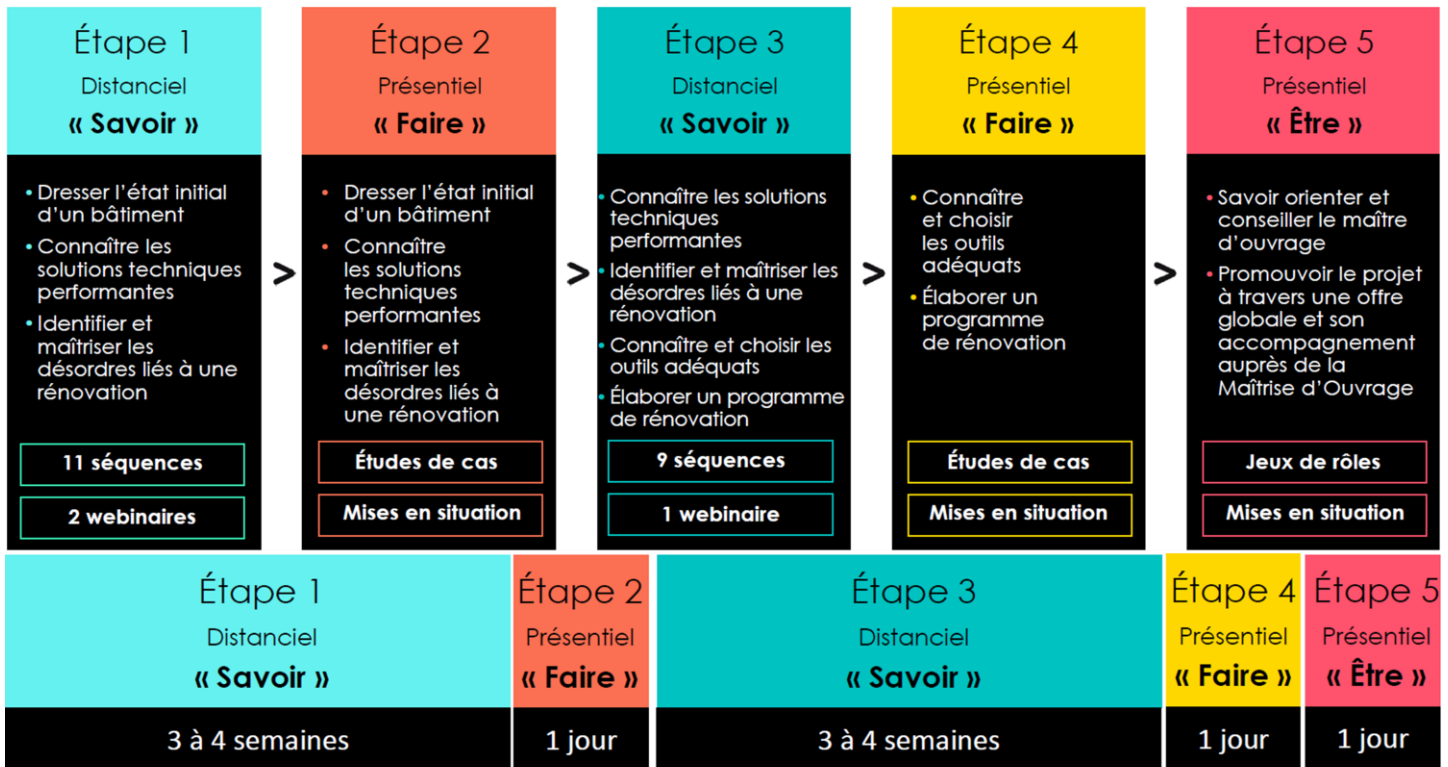 Étape 1
Distanciel
« Savoir »
• Dresser l’état initial
d’un bâtiment
• Connaître les
solutions techniques
performantes
• Identifier et
maîtriser les
désordres liés à une
rénovation
11 séquences
2 webinaires
>
Étape 2
Présentiel
« Faire »
• Dresser l’état initial
d’un bâtiment
• Connaître
les solutions
techniques
performantes
• Identifier et
maîtriser les
désordres liés à
une rénovation
Études de cas
Mises en situation
>
Étape 3
Distanciel
« Savoir »
• Connaître les solutions
techniques
performantes
• Identifier et maîtriser les
désordres liés à une
rénovation
• Connaître et choisir les
outils adéquats
• Élaborer un programme
de rénovation
9 séquences
1 webinaire
>
Étape 4
Présentiel
« Faire »
• Connaître
et choisir
les outils
adéquats
• Élaborer un
programme
de rénovation
Études de cas
Mises en situation
>
Étape 5
Présentiel
« Être »
• Savoir orienter et
conseiller le maître
d’ouvrage
• Promouvoir le projet
à travers une offre
globale et son
accompagnement
auprès de la
Maîtrise d’Ouvrage
Jeux de rôles
Mises en situation
Étape 1
Distanciel
« Savoir »
3 à 4 semaines
Étape 2
Présentiel
« Faire »
1 jour
Étape 3
Distanciel
« Savoir »
3 à 4 semaines
Étape 4
Présentiel
« Faire »
1 jour
Étape 5
Présentiel
« Être »
1 jour